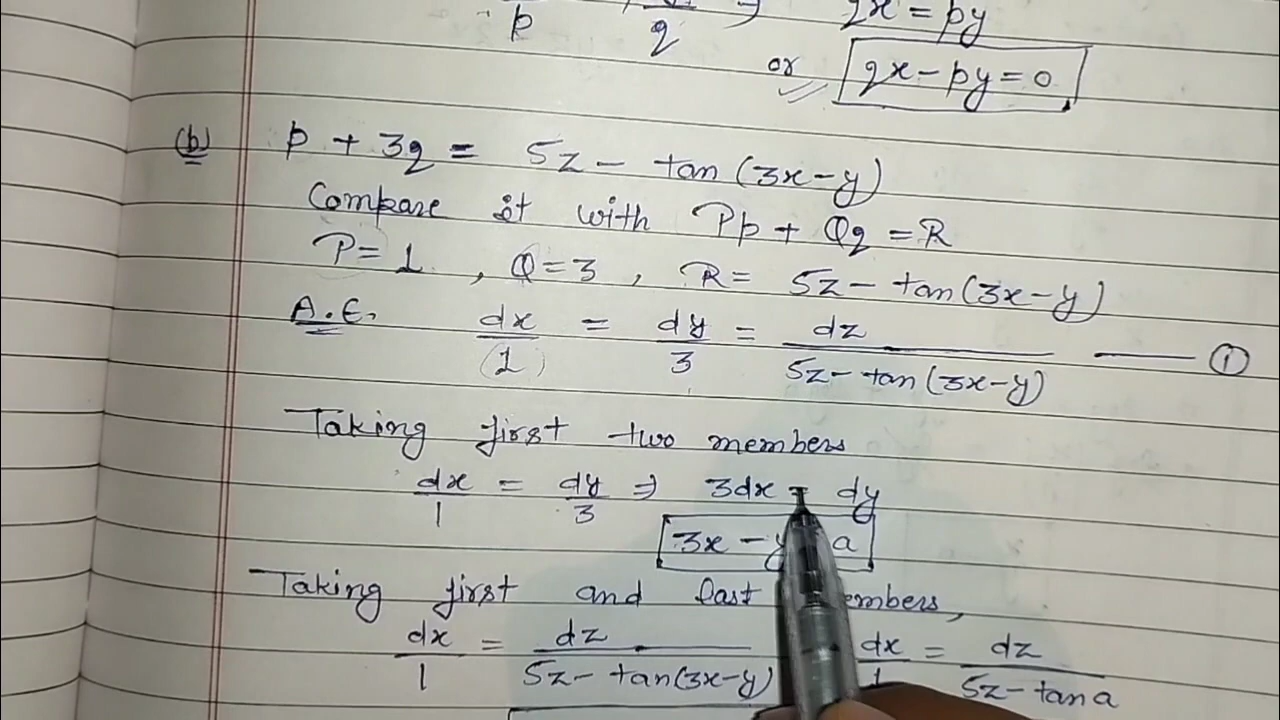 p q ⇒ qx = py
or qx - py = 0
(b) p + 3q = 5z - tan (3x-y)
Compare it with Pp + Qq = R
P = 1 , Q = 3 , R = 5z - tan(3x-y)
A.E. dx/(1) = dy/3 = dz/5z - tan(3x-y) —— ①
Taking first two members
dx/1 = dy/3 ⇒ 3dx = dy
3x - y a
Taking first and last embers,
dx/1 = dz/5z - tan(3x-y) dx/1 = dz/5z - tan a